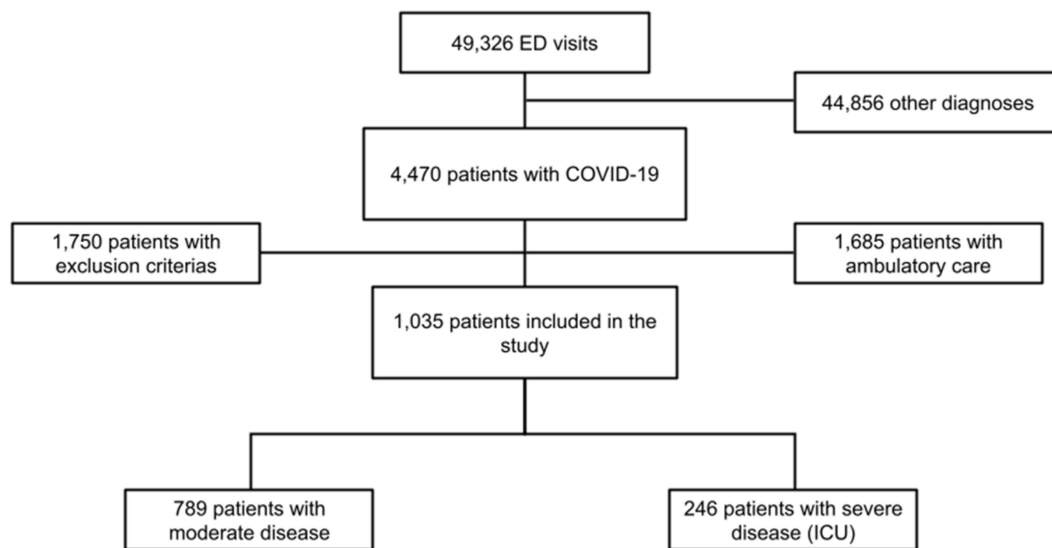 49,326 ED visits
44,856 other diagnoses
4,470 patients with COVID-19
1,750 patients with
exclusion criterias
1,685 patients with
ambulatory care
1,035 patients included in the
study
789 patients with
moderate disease
246 patients with severe
disease (ICU)